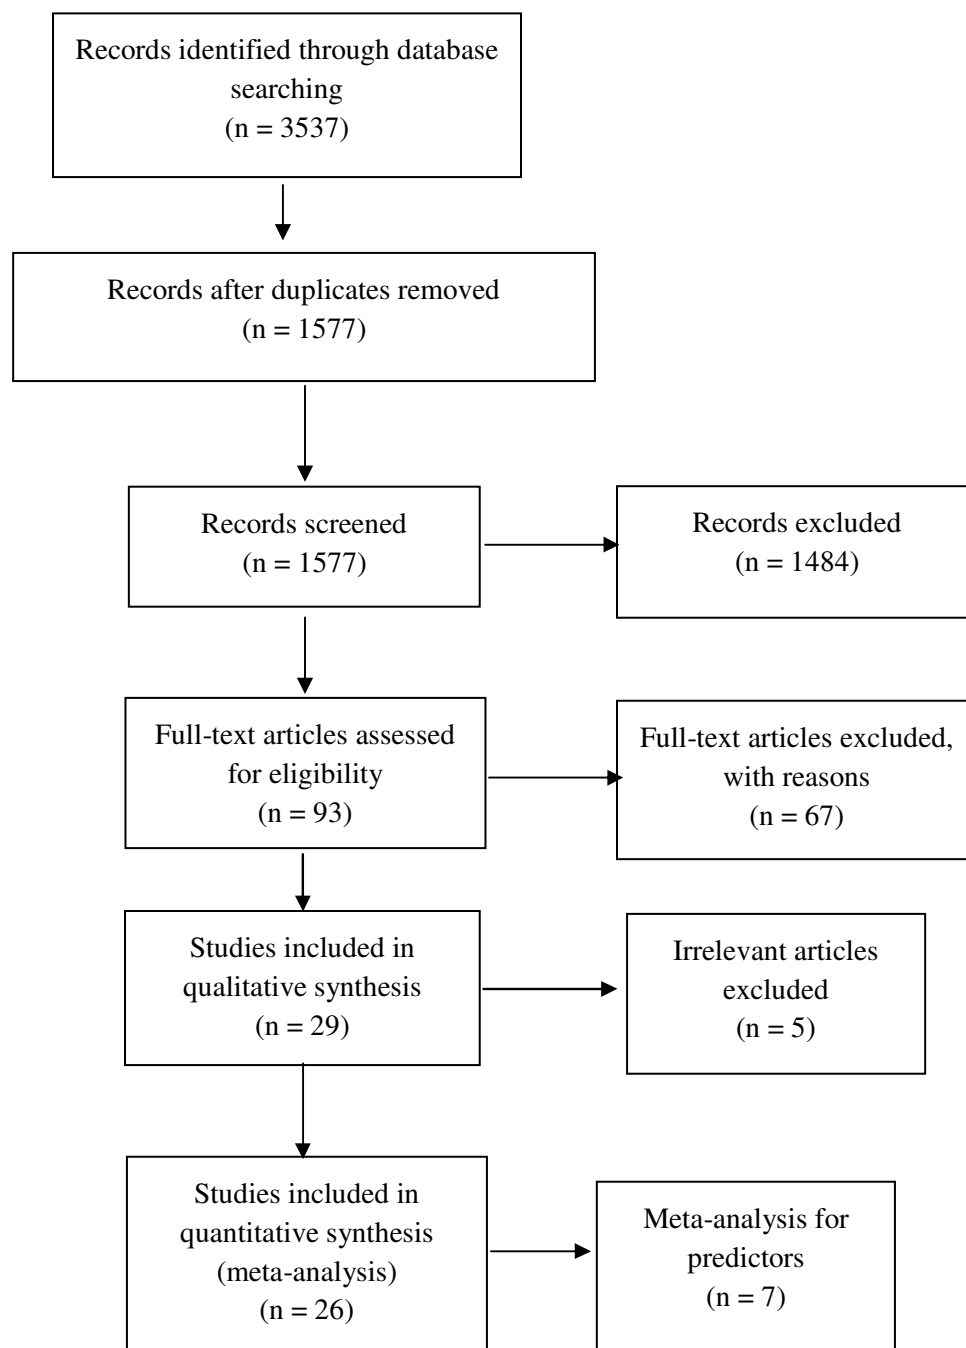 Records identified through database
searching
(n = 3537)
Records after duplicates removed
(n = 1577)
Records screened
(n = 1577)
Records excluded
(n = 1484)
Full-text articles assessed
for eligibility
(n = 93)
Full-text articles excluded,
with reasons
(n = 67)
Studies included in
qualitative synthesis
(n = 29)
Irrelevant articles
excluded
(n = 5)
Studies included in
quantitative synthesis
(meta-analysis)
(n = 26)
Meta-analysis for
predictors
(n = 7)